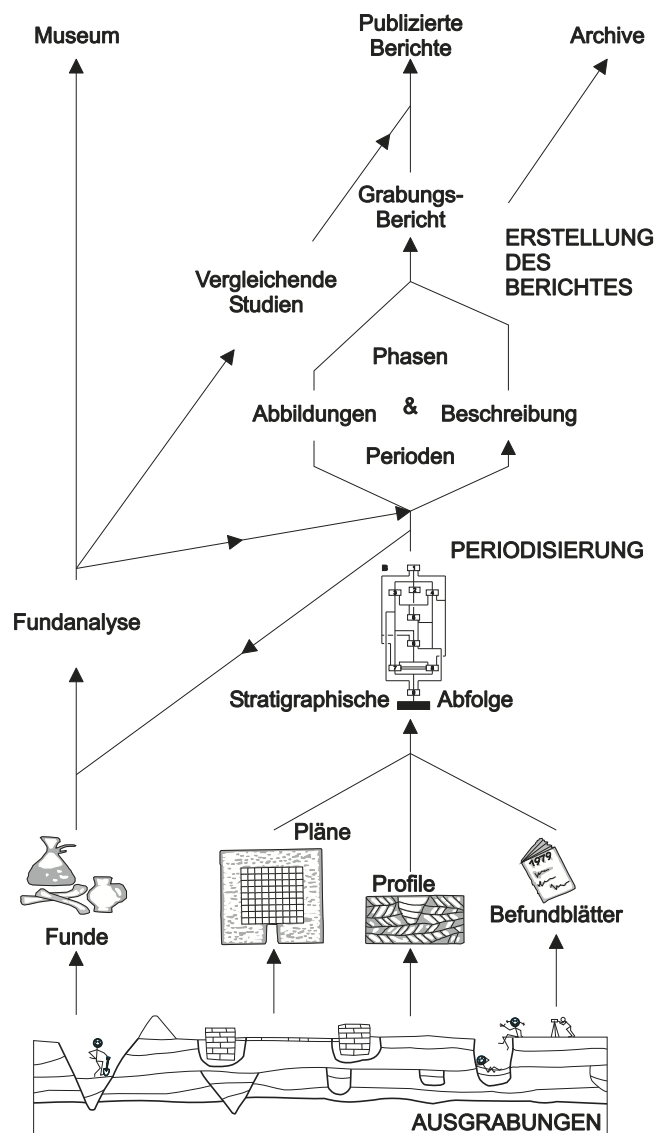 Museum
Publizierte
Berichte
Archive
Grabungs-
Bericht
ERSTELLUNG
DES
BERICHTES
Vergleichende
Studien
Phasen
Abbildungen & Beschreibung
Perioden
PERIODISIERUNG
Fundanalyse
Stratigraphische Abfolge
Pläne
1979
Profile
Befundblätter
Funde
AUSGRABUNGEN